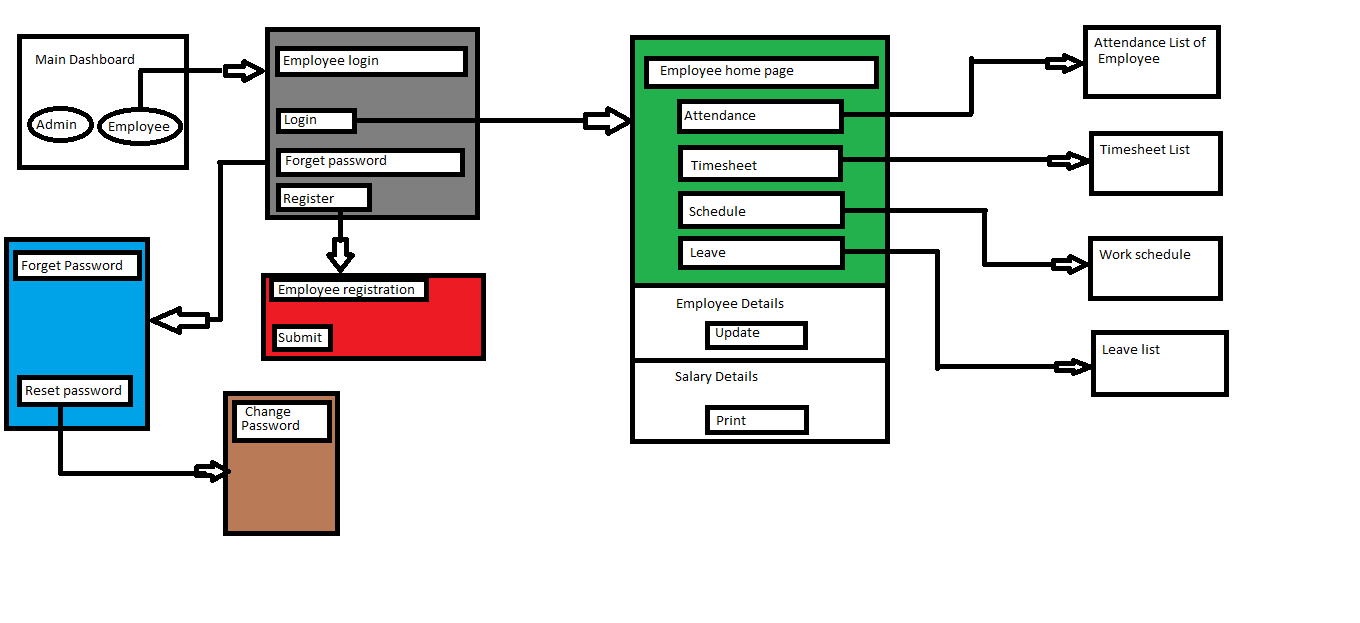 Main Dashboard
Admin
Employee
Employee login
Login
Forget password
Register
Employee registration
Submit
Forget Password
Reset password
Change
Password
Employee home page
Attendance
Timesheet
Schedule
Leave
Employee Details
Update
Salary Details
Print
Attendance List of
Employee
Timesheet List
Work schedule
Leave list